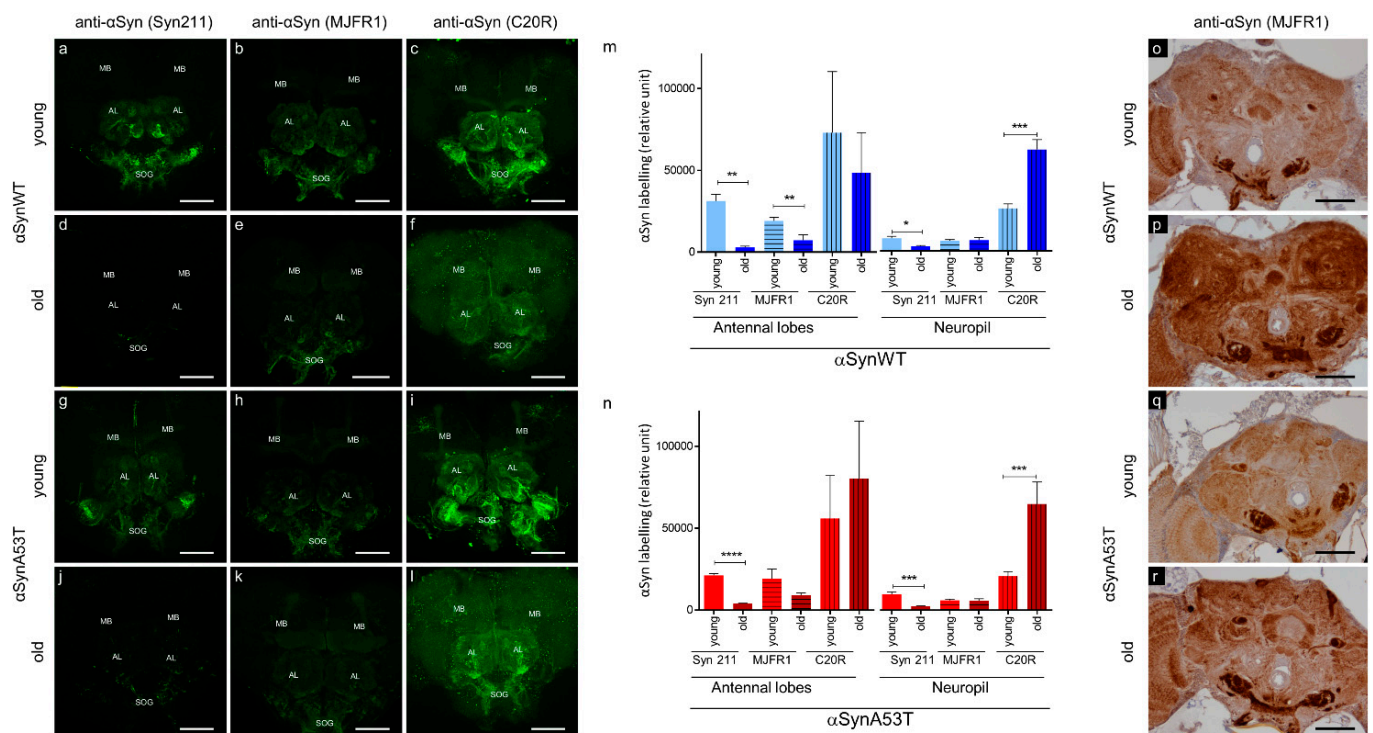 anti-αSyn (Syn211) anti-αSyn (MJFR1) anti-αSyn (C20R)
αSynWT
young
a MB MB AL AL SOG
b MB MB AL AL SOG
c MB MB AL AL SOG
old
d MB MB AL AL SOG
e MB MB AL AL SOG
f MB MB AL AL SOG
αSynA53T
young
g MB MB AL AL SOG
h MB MB AL AL SOG
i MB MB AL AL SOG
old
j MB MB AL AL SOG
k MB MB AL AL SOG
l MB MB AL AL SOG
m
αSyn labelling (relative unit)
100000
50000
0
** ** * ***
young old young old young old young old young old young old
Syn 211 MJFR1 C20R Syn 211 MJFR1 C20R
Antennal lobes Neuropil
αSynWT
n
αSyn labelling (relative unit)
100000
50000
0
**** *** ***
young old young old young old young old young old young old
Syn 211 MJFR1 C20R Syn 211 MJFR1 C20R
Antennal lobes Neuropil
αSynA53T
anti-αSyn (MJFR1)
αSynWT
young
o
old
p
αSynA53T
young
q
old
r